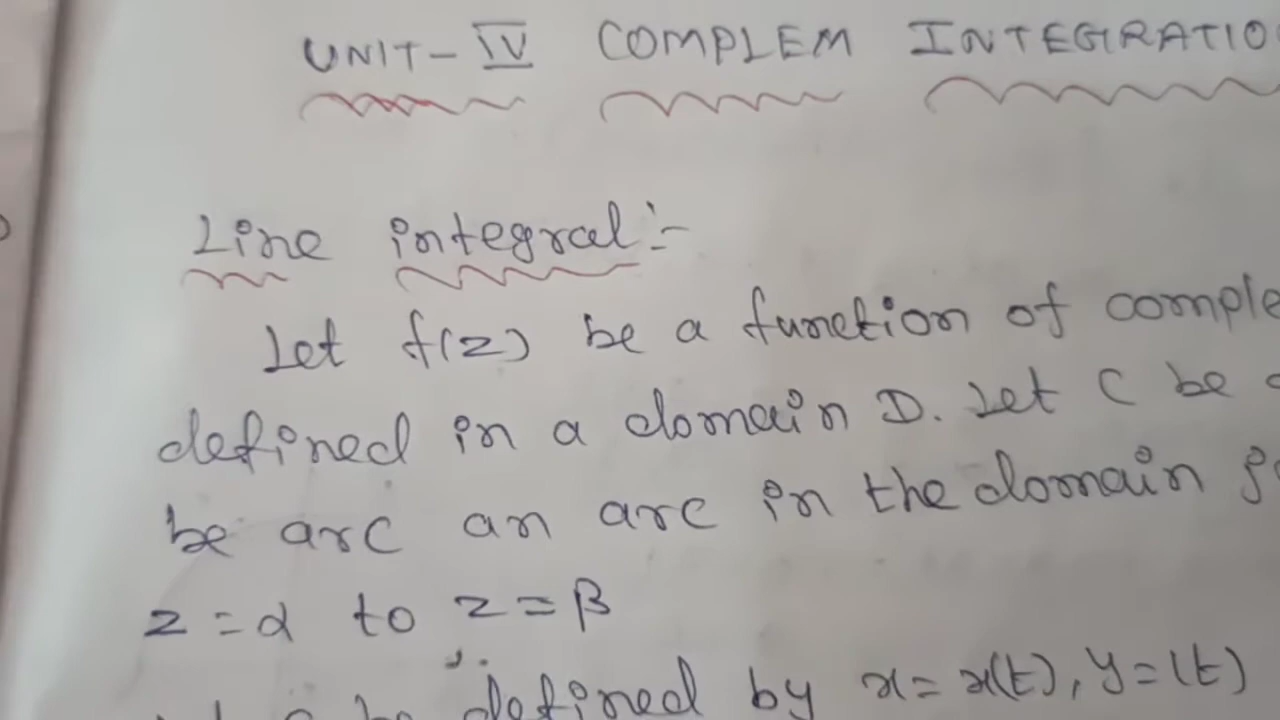 UNIT-IV COMPLEM INTEGRATIO
Line integral:-
Let f(z) be a function of comple
defined in a domain D. Let C be
be arc an arc in the domain
z = α to z = β
be defined by x = x(t), y = (t)